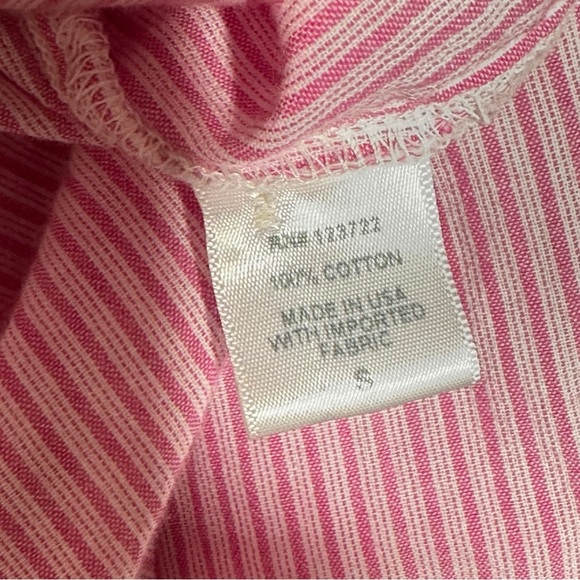 RN# 123722
100% COTTON
MADE IN USA
WITH IMPORTED
FABRIC
S